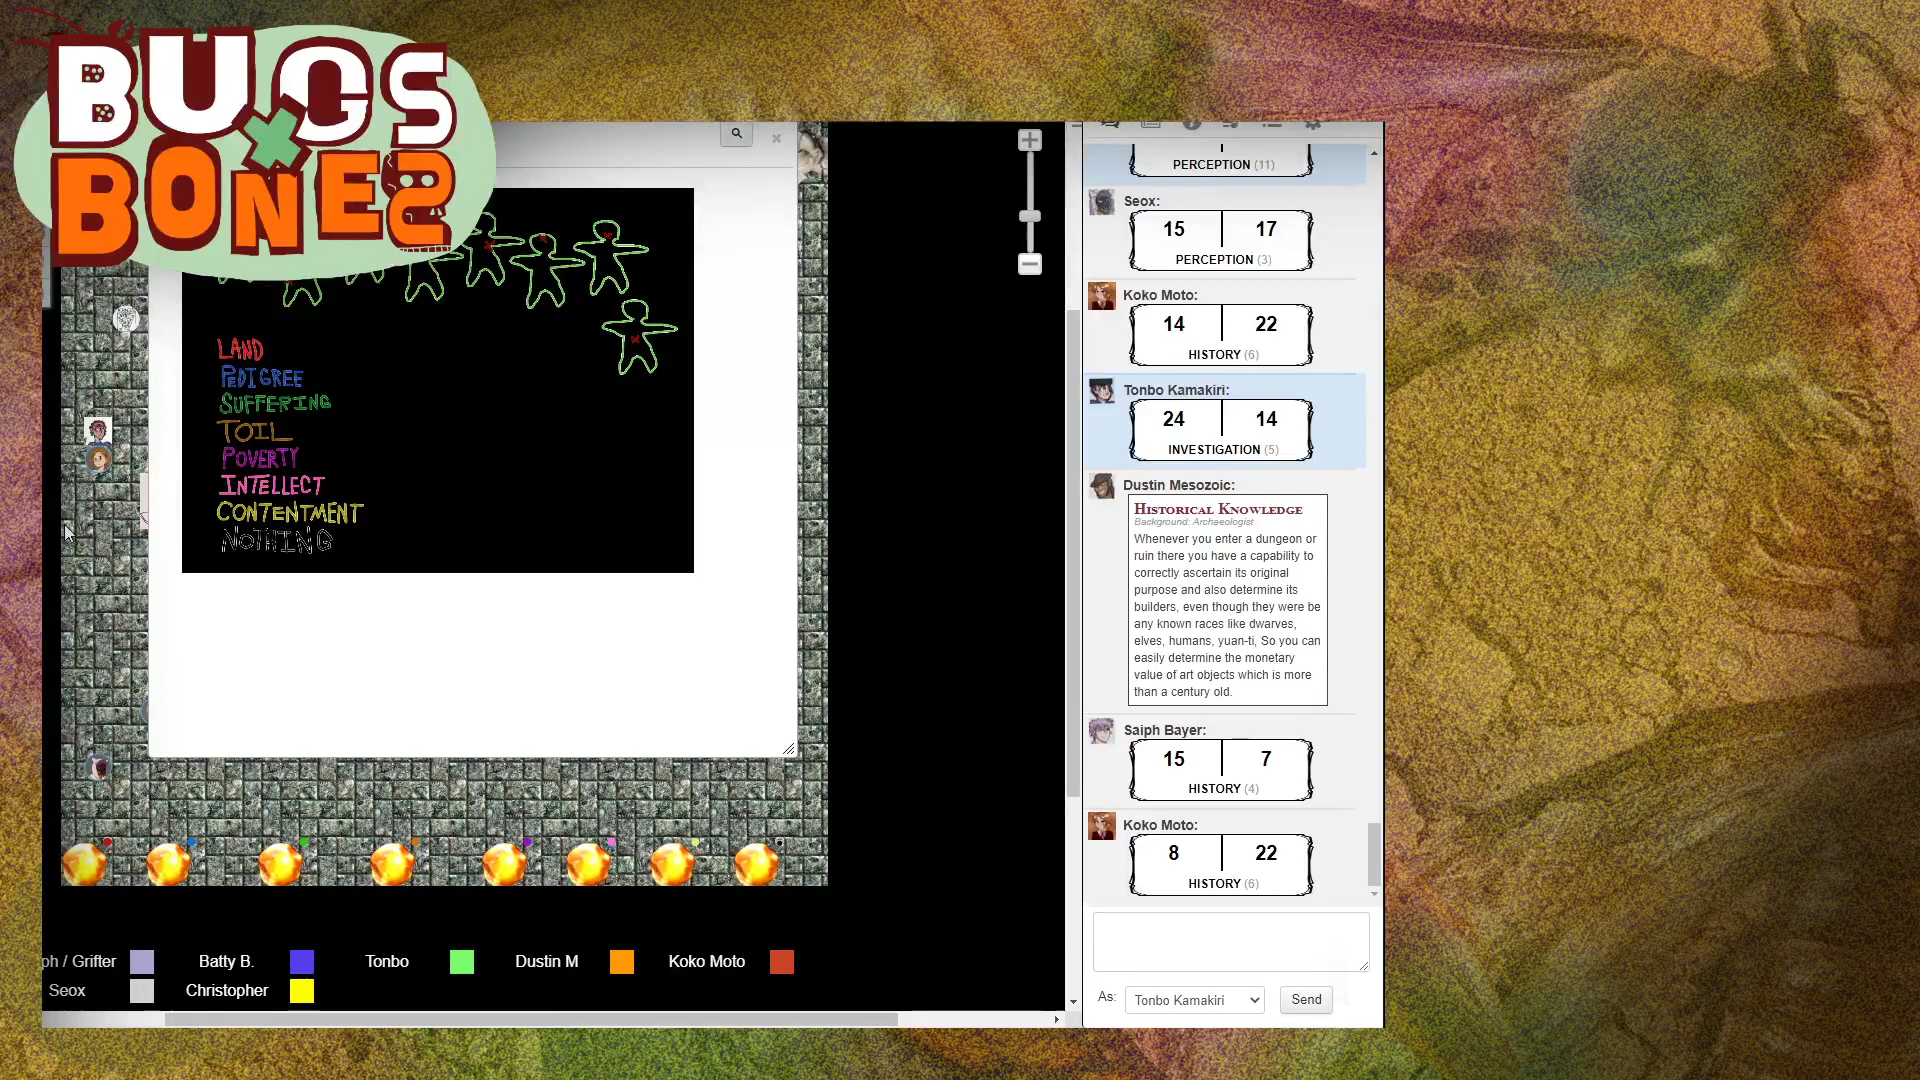 BUGS
BONES
PERCEPTION (11)
Seox:
15 17
PERCEPTION (3)
Koko Moto:
14 22
HISTORY (6)
Tonbo Kamakiri:
24 14
INVESTIGATION (5)
Dustin Mesozoic:
HISTORICAL KNOWLEDGE
Background: Archaeologist
Whenever you enter a dungeon or
ruin there you have a capability to
correctly ascertain its original
purpose and also determine its
builders, even though they were be
any known races like dwarves,
elves, humans, yuan-ti, So you can
easily determine the monetary
value of art objects which is more
than a century old.
Saiph Bayer:
15 7
HISTORY (4)
Koko Moto:
8 22
HISTORY (6)
As: Tonbo Kamakiri Send
LAND
PEDIGREE
SUFFERING
TOIL
POVERTY
INTELLECT
CONTENTMENT
NOTHING
ph / Grifter Batty B. Tonbo Dustin M Koko Moto
Seox Christopher